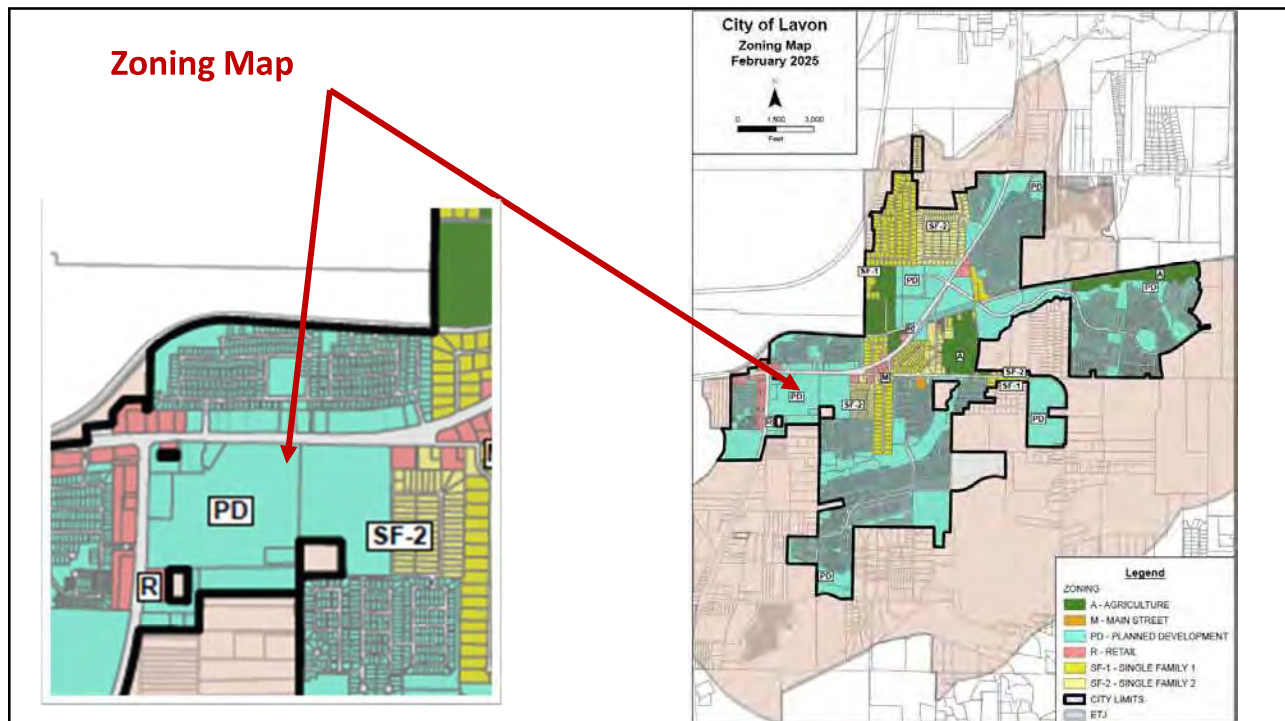 Zoning Map
PD
SF-2
R
City of Lavon
Zoning Map
February 2025
N
0 1,500 3,000
Feet
PD
SF-2
SF-1
PD
A
PD
R
A
M
SF-2
SF-1
PD
SF-2
R
PD
PD
Legend
ZONING
A - AGRICULTURE
M - MAIN STREET
PD - PLANNED DEVELOPMENT
R - RETAIL
SF-1 - SINGLE FAMILY 1
SF-2 - SINGLE FAMILY 2
CITY LIMITS
ETJ